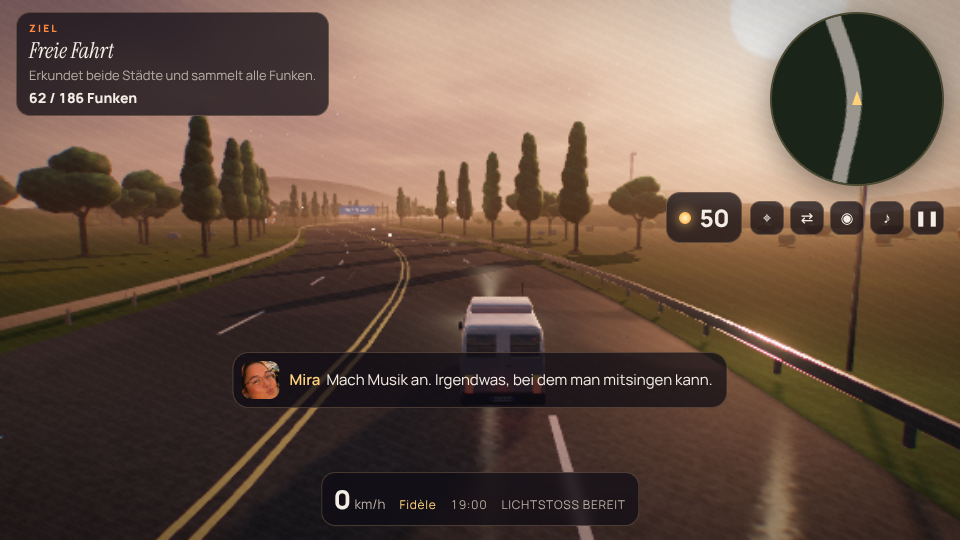 ZIEL
Freie Fahrt
Erkundet beide Städte und sammelt alle Funken.
62 / 186 Funken
50
Mira Mach Musik an. Irgendwas, bei dem man mitsingen kann.
0 km/h Fidèle 19:00 LICHTSTOSS BEREIT